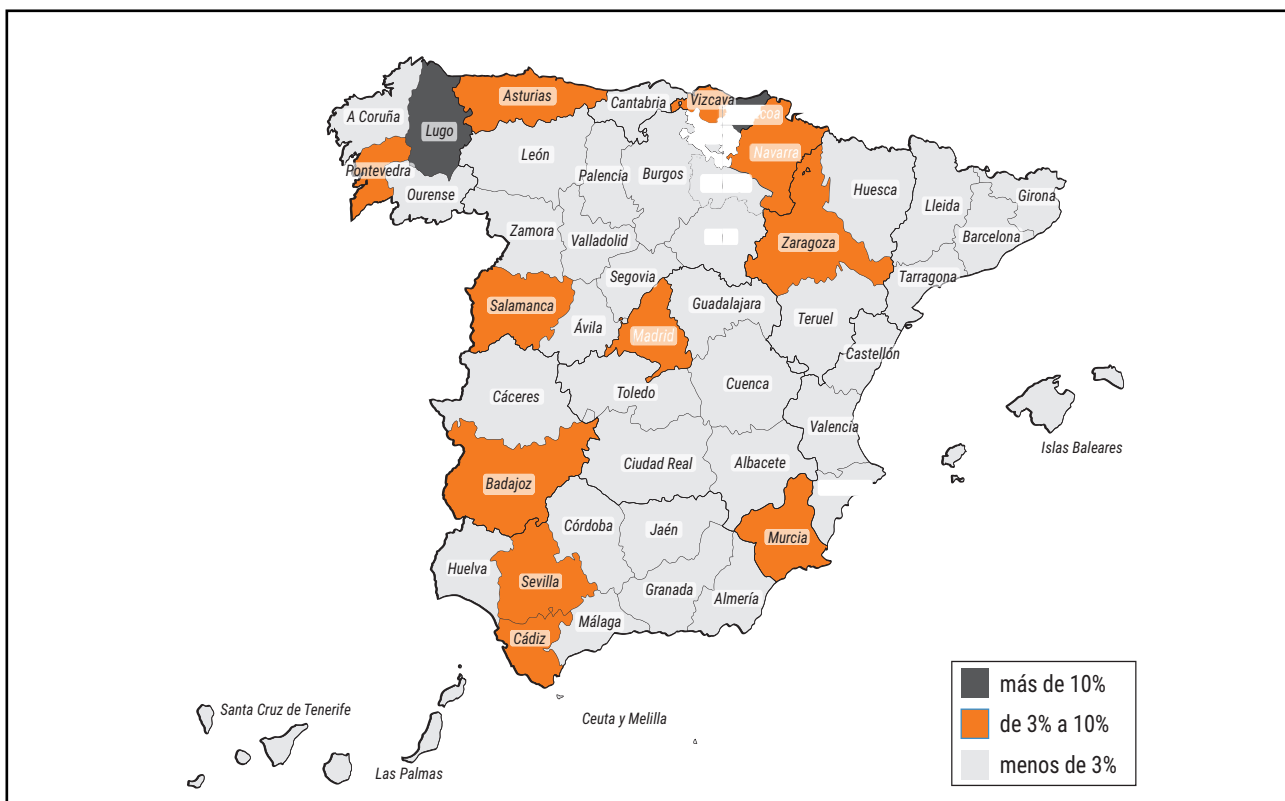 Asturias
Cantabria
Vizcaya
A Coruña
Lugo
Navarra
León
Pontevedra
Palencia
Burgos
Huesca
Ourense
Lleida
Girona
Zamora
Valladolid
Zaragoza
Barcelona
Segovia
Tarragona
Salamanca
Guadalajara
Ávila
Teruel
Madrid
Castellón
Cáceres
Toledo
Cuenca
Valencia
Islas Baleares
Ciudad Real
Albacete
Badajoz
Córdoba
Jaén
Murcia
Huelva
Sevilla
Granada
Almería
Málaga
Cádiz
más de 10%
Santa Cruz de Tenerife
Ceuta y Melilla
de 3% a 10%
Las Palmas
menos de 3%